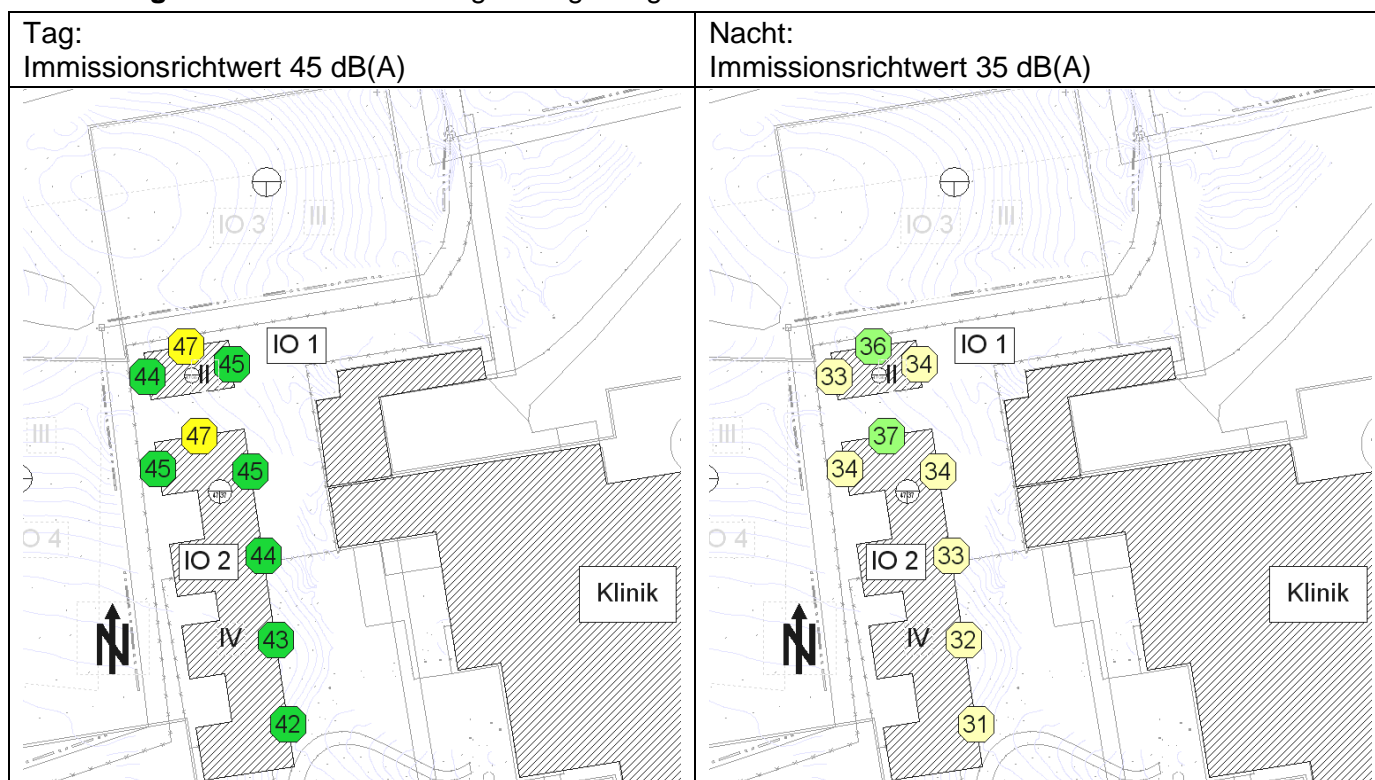 Tag:
Immissionsrichtwert 45 dB(A)
Nacht:
Immissionsrichtwert 35 dB(A)
IO 3
III
47
IO 1
44
II
45
47
III
45
45
O 4
IO 2
44
Klinik
N
IV
43
42
IO 3
III
36
IO 1
33
II
34
37
III
34
34
O 4
IO 2
33
Klinik
N
IV
32
31